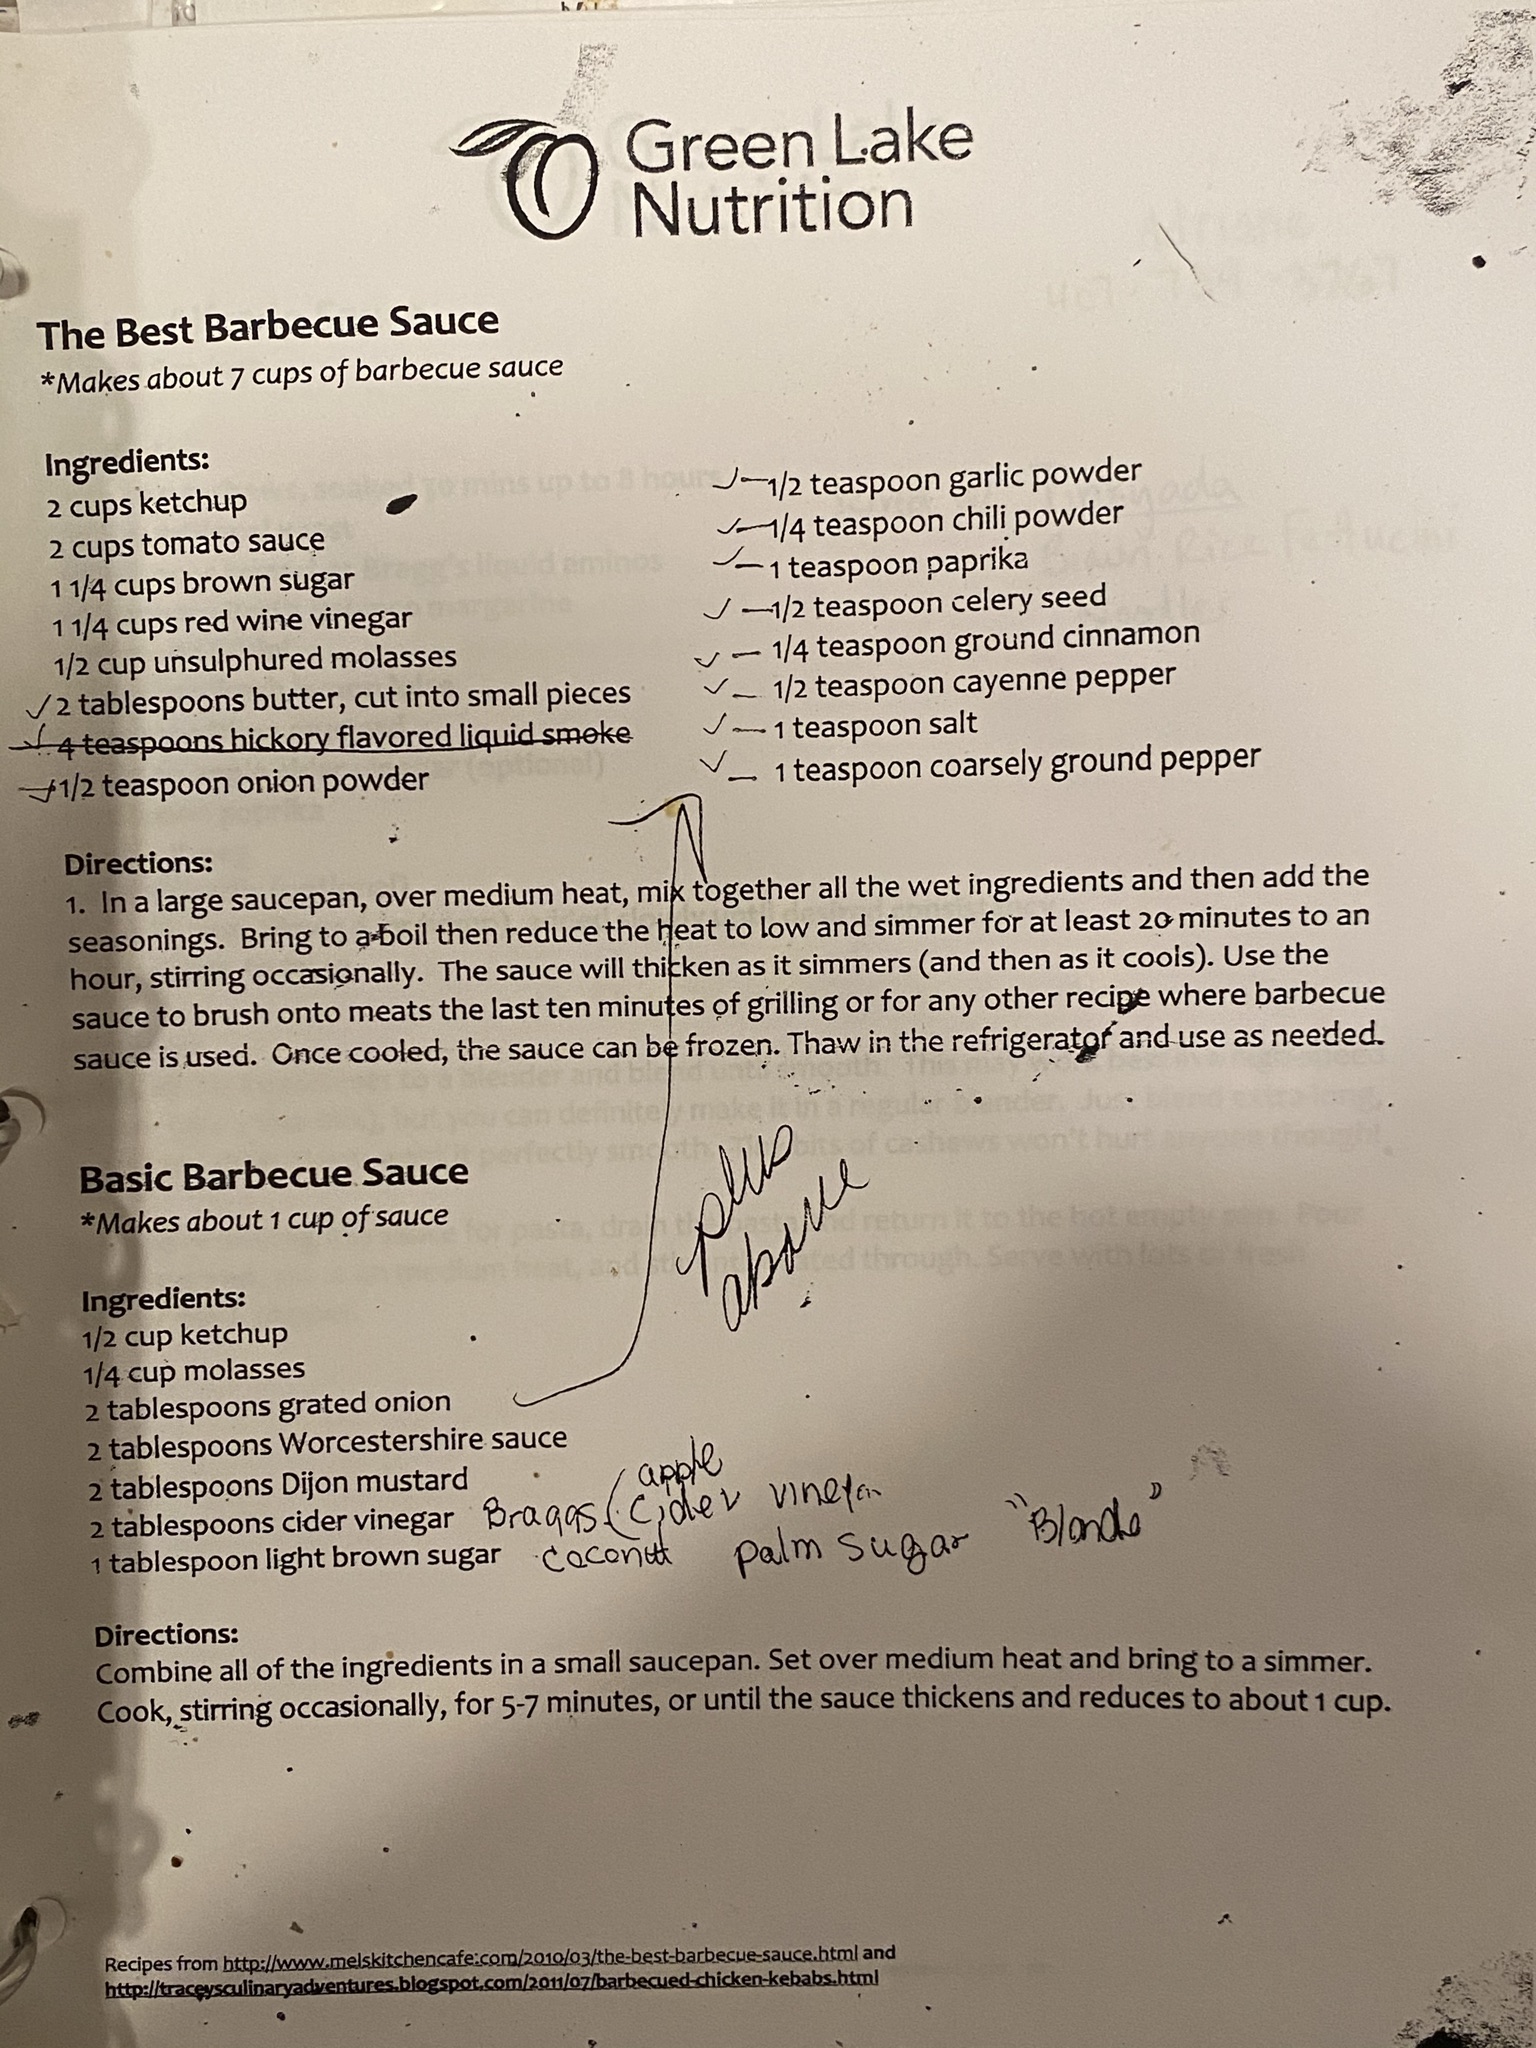 Green Lake
Nutrition
The Best Barbecue Sauce
*Makes about 7 cups of barbecue sauce
Ingredients:
2 cups ketchup
2 cups tomato sauce
1 1/4 cups brown sugar
1 1/4 cups red wine vinegar
1/2 cup unsulphured molasses
✓ 2 tablespoons butter, cut into small pieces
✓ 4 teaspoons hickory flavored liquid smoke
✓ 1/2 teaspoon onion powder
✓ — 1/2 teaspoon garlic powder
✓ — 1/4 teaspoon chili powder
✓ — 1 teaspoon paprika
✓ — 1/2 teaspoon celery seed
✓ — 1/4 teaspoon ground cinnamon
✓ — 1/2 teaspoon cayenne pepper
✓ — 1 teaspoon salt
✓ — 1 teaspoon coarsely ground pepper
Directions:
1. In a large saucepan, over medium heat, mix together all the wet ingredients and then add the
seasonings. Bring to a boil then reduce the heat to low and simmer for at least 20 minutes to an
hour, stirring occasionally. The sauce will thicken as it simmers (and then as it cools). Use the
sauce to brush onto meats the last ten minutes of grilling or for any other recipe where barbecue
sauce is used. Once cooled, the sauce can be frozen. Thaw in the refrigerator and use as needed.
plus
above
Basic Barbecue Sauce
*Makes about 1 cup of sauce
Ingredients:
1/2 cup ketchup
1/4 cup molasses
2 tablespoons grated onion
2 tablespoons Worcestershire sauce
2 tablespoons Dijon mustard
apple
2 tablespoons cider vinegar Braggs ( Cider vinegar
1 tablespoon light brown sugar coconut palm sugar "Blonde"
Directions:
Combine all of the ingredients in a small saucepan. Set over medium heat and bring to a simmer.
Cook, stirring occasionally, for 5-7 minutes, or until the sauce thickens and reduces to about 1 cup.
Recipes from http://www.melskitchencafe.com/2010/03/the-best-barbecue-sauce.html and
http://traceysculinaryadventures.blogspot.com/2011/07/barbecued-chicken-kebabs.html